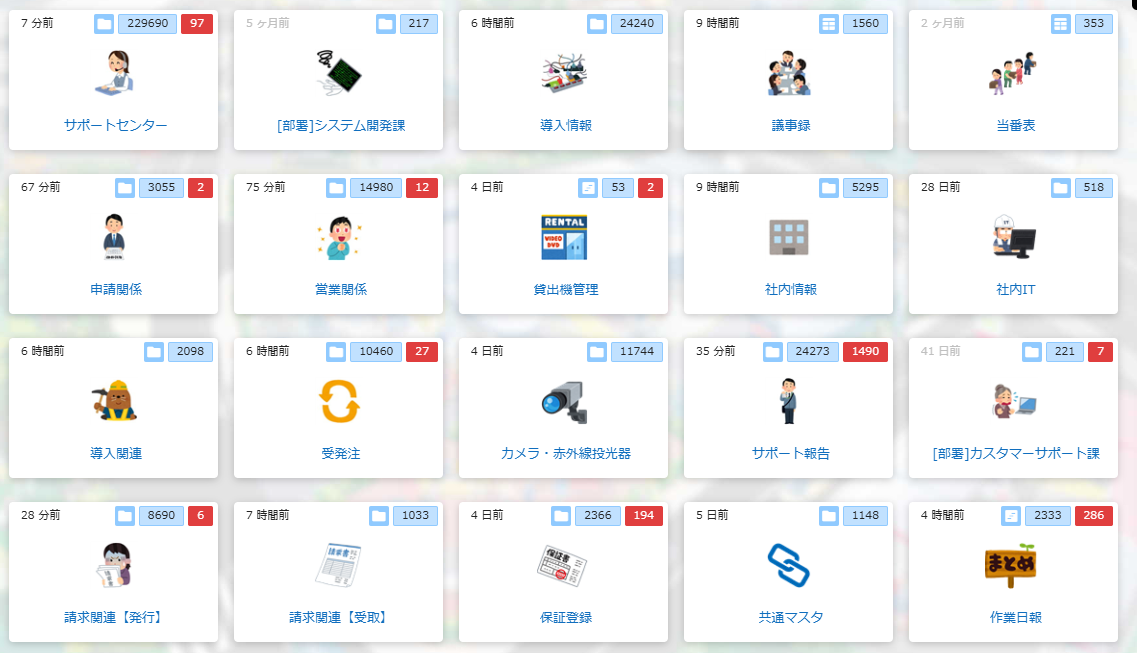 7 分前 229690 97
サポートセンター
5 ヶ月前 217
[部署]システム開発課
6 時間前 24240
導入情報
9 時間前 1560
議事録
2 ヶ月前 353
当番表
67 分前 3055 2
申請関係
75 分前 14980 12
営業関係
4 日前 53 2
RENTAL
VIDEO
DVD
貸出機管理
9 時間前 5295
社内情報
28 日前 518
IT
社内IT
6 時間前 2098
導入関連
6 時間前 10460 27
受発注
4 日前 11744
カメラ・赤外線投光器
35 分前 24273 1490
サポート報告
41 日前 221 7
[部署]カスタマーサポート課
28 分前 8690 6
請求関連【発行】
7 時間前 1033
請求書
請求関連【受取】
4 日前 2366 194
保証書
保証登録
5 日前 1148
共通マスタ
4 時間前 2333 286
まとめ
作業日報